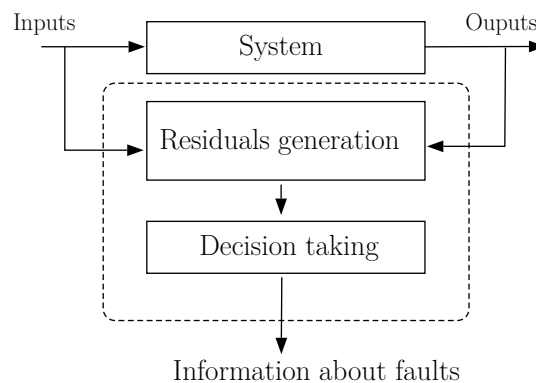 Inputs
Ouputs
System
Residuals generation
Decision taking
Information about faults